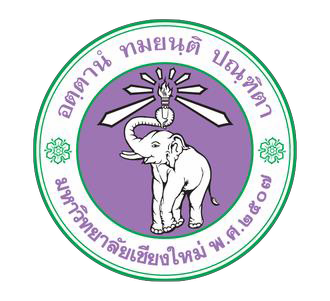 อตฺตานํ ทมยนฺติ ปณฺฑิตา
มหาวิทยาลัยเชียงใหม่ พ.ศ.๒๕๐๗